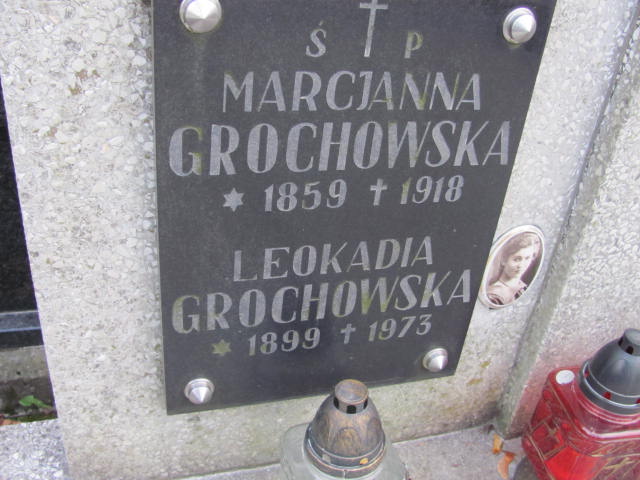 Ś P
MARCJANNA
GROCHOWSKA
* 1859 † 1918
LEOKADIA
GROCHOWSKA
* 1899 † 1973